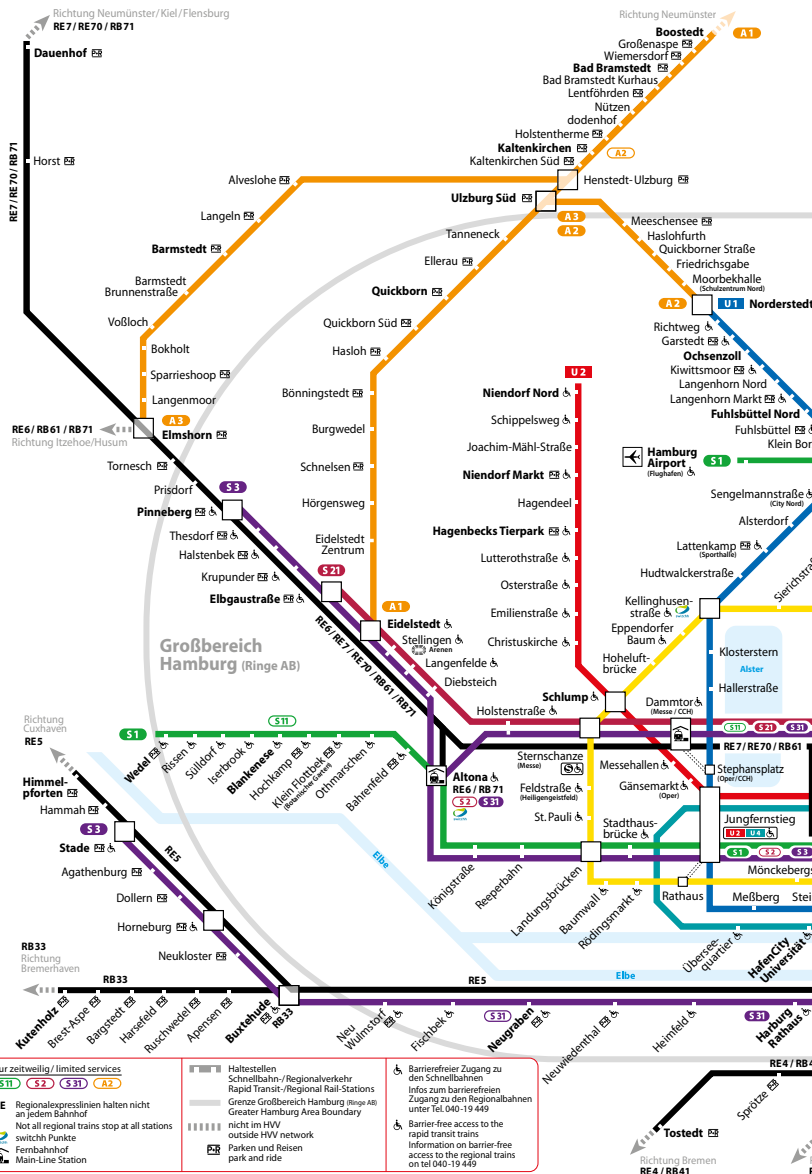 Richtung Neumünster/Kiel/Flensburg
RE7/RE70/RB71
Dauenhof
RE7/RE70/RB71
Horst
Richtung Neumünster
Boostedt
A1
Großenaspe
Wiemersdorf
Bad Bramstedt
Bad Bramstedt Kurhaus
Lentföhrden
Nützen
dodenhof
Holstentherme
Kaltenkirchen
A2
Kaltenkirchen Süd
Henstedt-Ulzburg
Alveslohe
Ulzburg Süd
A3
A2
Langeln
Barmstedt
Barmstedt
Brunnenstraße
Voßloch
Bokholt
Sparrieshoop
Langenmoor
A3
Elmshorn
RE6/RB61/RB71
Richtung Itzehoe/Husum
Tanneneck
Ellerau
Quickborn
Quickborn Süd
Hasloh
Bönningstedt
Burgwedel
Schnelsen
Hörgensweg
Eidelstedt
Zentrum
Meeschensee
Haslohfurth
Quickborner Straße
Friedrichsgabe
Moorbekhalle
(Schulzentrum Nord)
A2
U1
Norderstedt
Richtweg
Garstedt
Ochsenzoll
Kiwittsmoor
Langenhorn Nord
Langenhorn Markt
Fuhlsbüttel Nord
Fuhlsbüttel
Klein Bor
U2
Niendorf Nord
Schippelsweg
Joachim-Mähl-Straße
Niendorf Markt
Hagendeel
Hagenbecks Tierpark
Lutterothstraße
Osterstraße
Emilienstraße
Christuskirche
Hamburg
Airport
(Flughafen)
S1
Sengelmannstraße
(City Nord)
Alsterdorf
Lattenkamp
(Sporthalle)
Hudtwalckerstraße
Kellinghusen-
straße
Sierichstra
Eppendorfer
Baum
Hoheluft-
brücke
Klosterstern
Alster
Hallerstraße
Tornesch
Prisdorf
S3
Pinneberg
Thesdorf
Halstenbek
Krupunder
Elbgaustraße
S21
A1
Eidelstedt
Stellingen
Arenen
Langenfelde
Diebsteich
RE6/RE7/RE70/RB61/RB71
Großbereich
Hamburg (Ringe AB)
Schlump
Holstenstraße
Dammtor
(Messe/CCH)
S11
S21
S31
RE7/RE70/RB61
Richtung
Cuxhaven
RE5
S1
S11
Wedel
Rissen
Sülldorf
Iserbrook
Blankenese
Hochkamp
Klein Flottbek
(Botanischer Garten)
Othmarschen
Bahrenfeld
Altona
RE6/RB71
S2
S31
Sternschanze
(Messe)
Feldstraße
(Heiligengeistfeld)
St. Pauli
Messehallen
Gänsemarkt
(Oper)
Stephansplatz
(Oper/CCH)
Stadthaus-
brücke
Jungfernstieg
U2
U4
S1
S2
S3
Himmel-
pforten
Hammah
S3
Stade
RE5
Agathenburg
Dollern
Horneburg
Neukloster
Elbe
Königstraße
Reeperbahn
Landungsbrücken
Baumwall
Rödingsmarkt
Rathaus
Mönckebergs
Meßberg
Stei
Übersee-
quartier
HafenCity
Universität
RB33
Richtung
Bremerhaven
RB33
RE5
Elbe
Kutenholz
Brest-Aspe
Bargstedt
Harsefeld
Ruschwedel
Apensen
Buxtehude
RB33
Neu
Wulmstorf
Fischbek
S31
Neugraben
Neuwiedenthal
Heimfeld
S31
Harburg
Rathaus
RE4/RB4
Sprötze
Tostedt
Richtung Bremen
RE4/RB41
ur zeitweilig/limited services
S11
S2
S31
A2
E
Regionalexpresslinien halten nicht
an jedem Bahnhof
Not all regional trains stop at all stations
switchh Punkte
Fernbahnhof
Main-Line Station
Haltestellen
Schnellbahn-/Regionalverkehr
Rapid Transit-/Regional Rail-Stations
Grenze Großbereich Hamburg (Ringe AB)
Greater Hamburg Area Boundary
nicht im HVV
outside HVV network
Parken und Reisen
park and ride
Barrierefreier Zugang zu
den Schnellbahnen
Infos zum barrierefreien
Zugang zu den Regionalbahnen
unter Tel. 040-19 449
Barrier-free access to the
rapid transit trains
Information on barrier-free
access to the regional trains
on tel 040-19 449